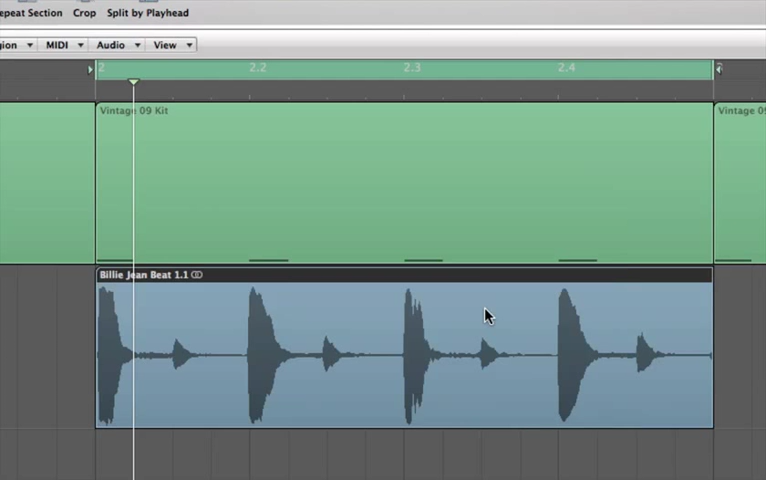 epeat Section Crop Split by Playhead
gion MIDI Audio View
2 2.2 2.3 2.4
Vintage 09 Kit Vintage 09
Billie Jean Beat 1.1